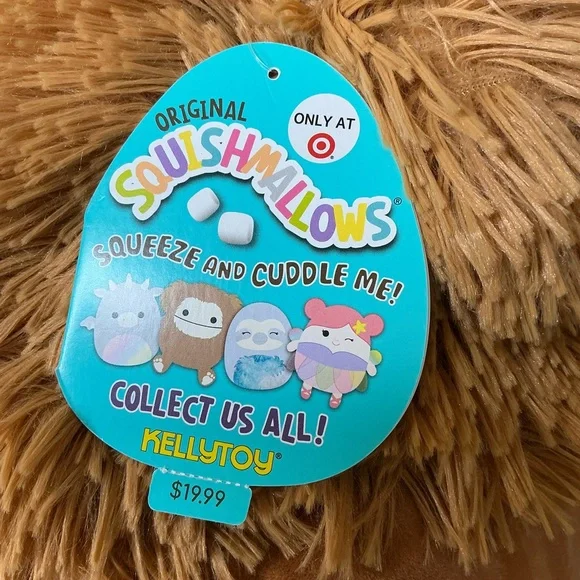 ORIGINAL
ONLY AT
SQUISHMALLOWS®
SQUEEZE AND CUDDLE ME!
COLLECT US ALL!
KELLYTOY®
$19.99